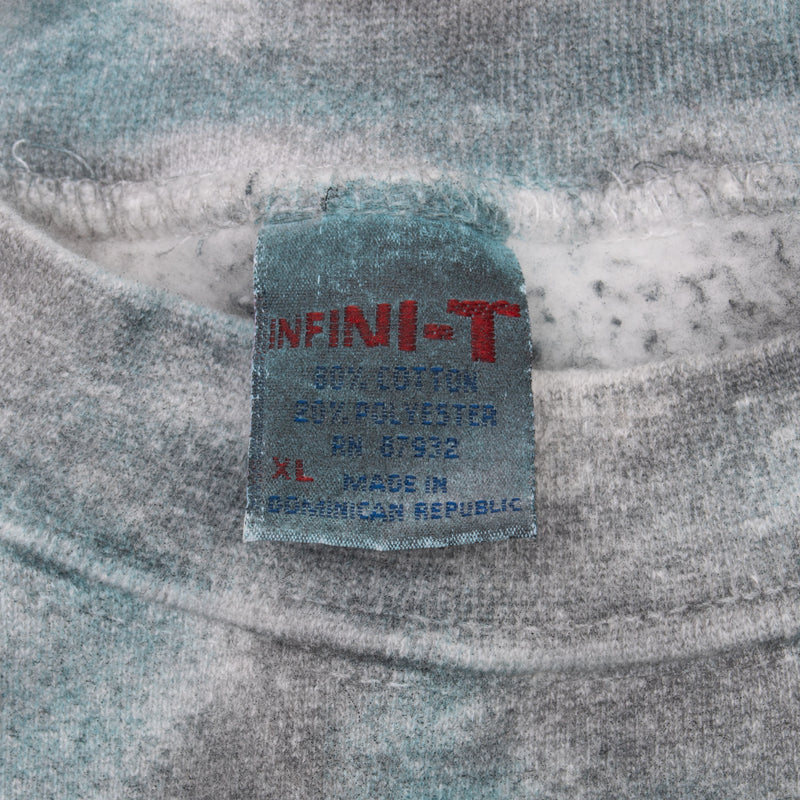 INFINI-T
80% COTTON
20% POLYESTER
RN 67932
XL MADE IN
DOMINICAN REPUBLIC